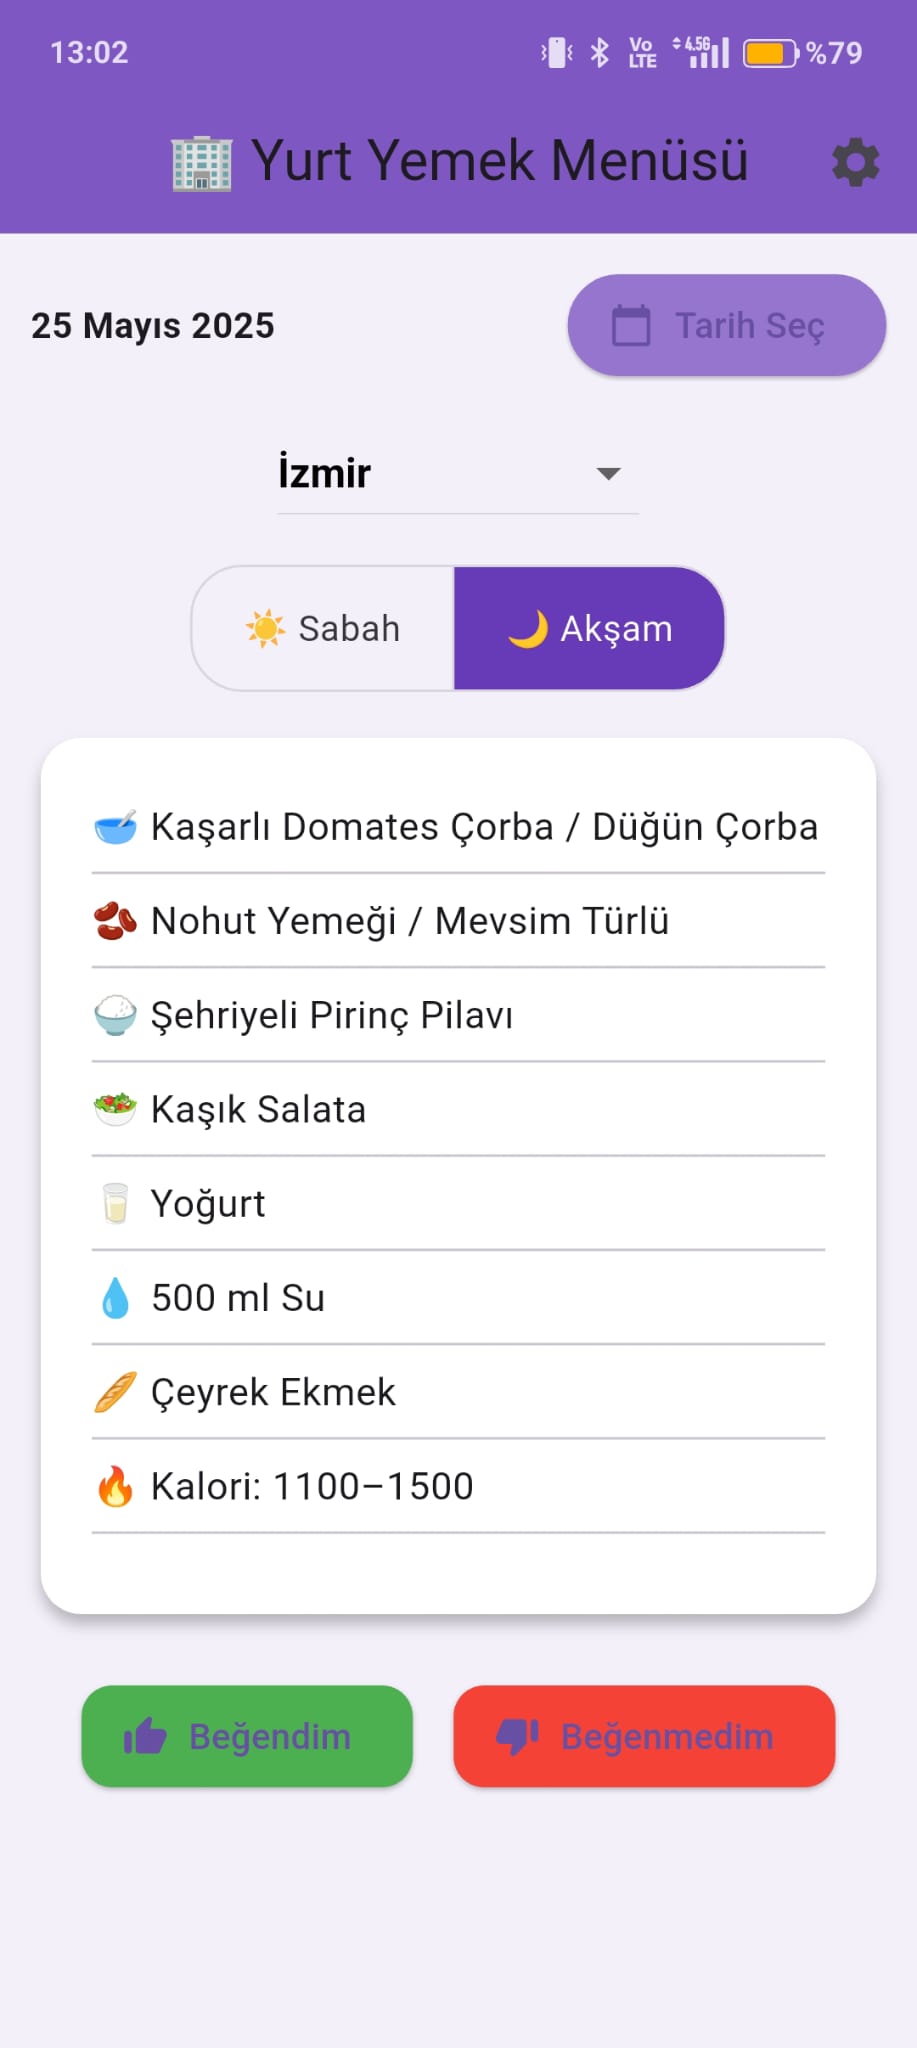 13:02
Vo LTE 4.5G %79
Yurt Yemek Menüsü
25 Mayıs 2025
Tarih Seç
İzmir
Sabah
Akşam
Kaşarlı Domates Çorba / Düğün Çorba
Nohut Yemeği / Mevsim Türlü
Şehriyeli Pirinç Pilavı
Kaşık Salata
Yoğurt
500 ml Su
Çeyrek Ekmek
Kalori: 1100–1500
Beğendim
Beğenmedim